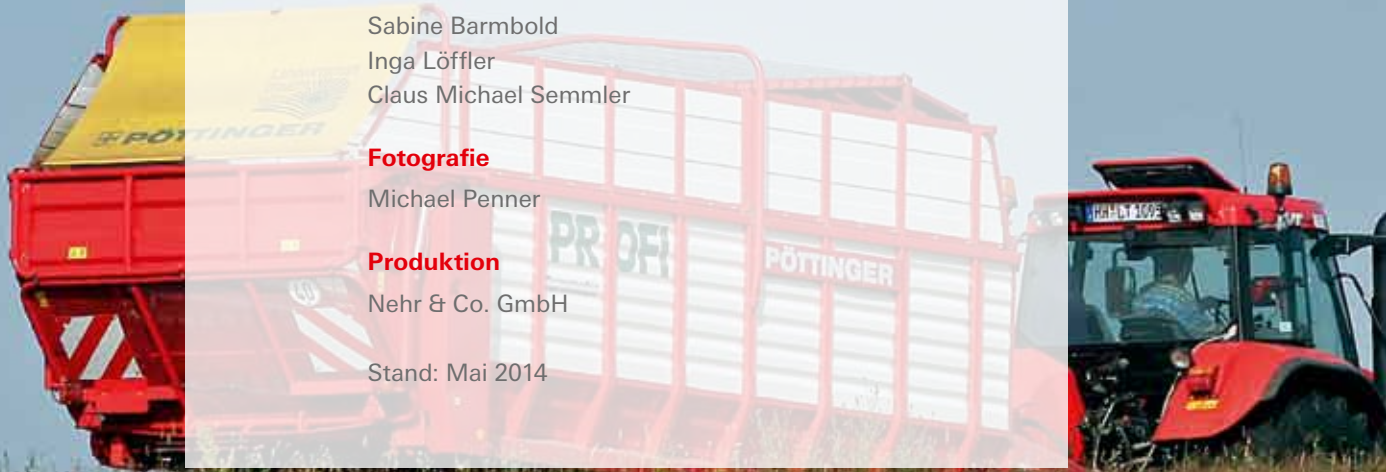 Sabine Barmbold
Inga Löffler
Claus Michael Semmler
Fotografie
Michael Penner
Produktion
Nehr & Co. GmbH
Stand: Mai 2014
PÖTTINGER
PROFI
PÖTTINGER
40